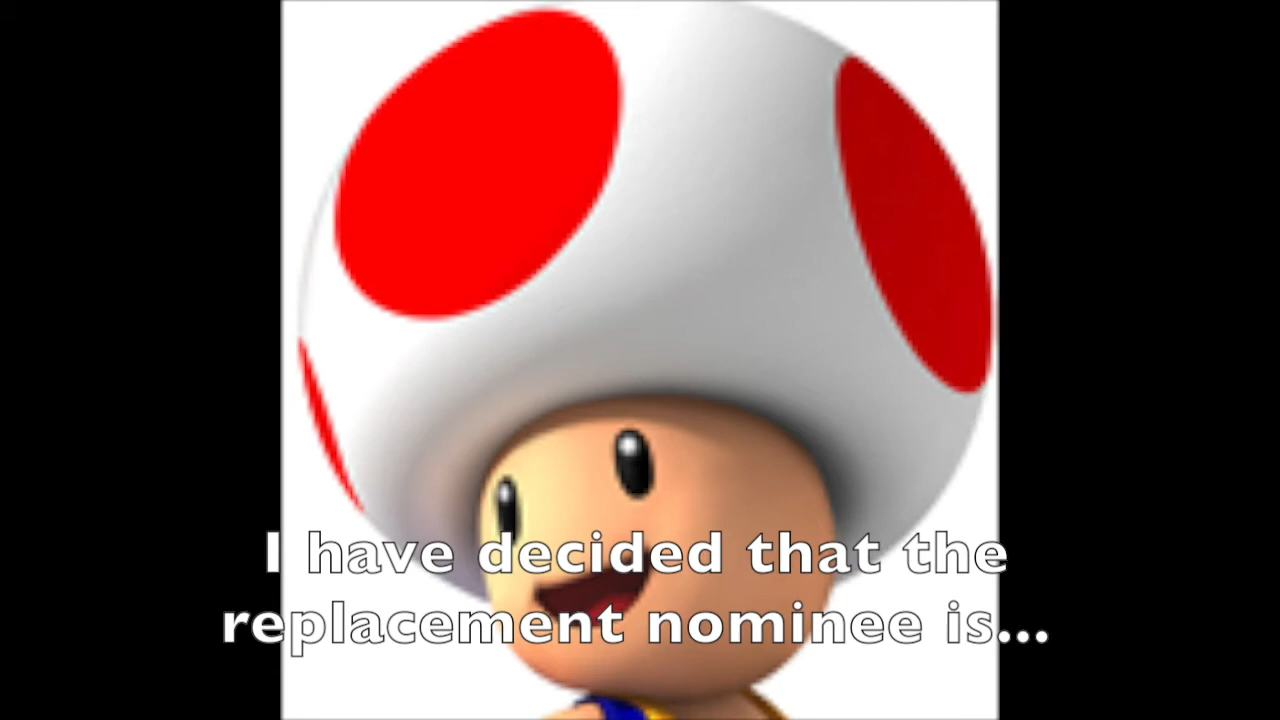 I have decided that the
replacement nominee is...